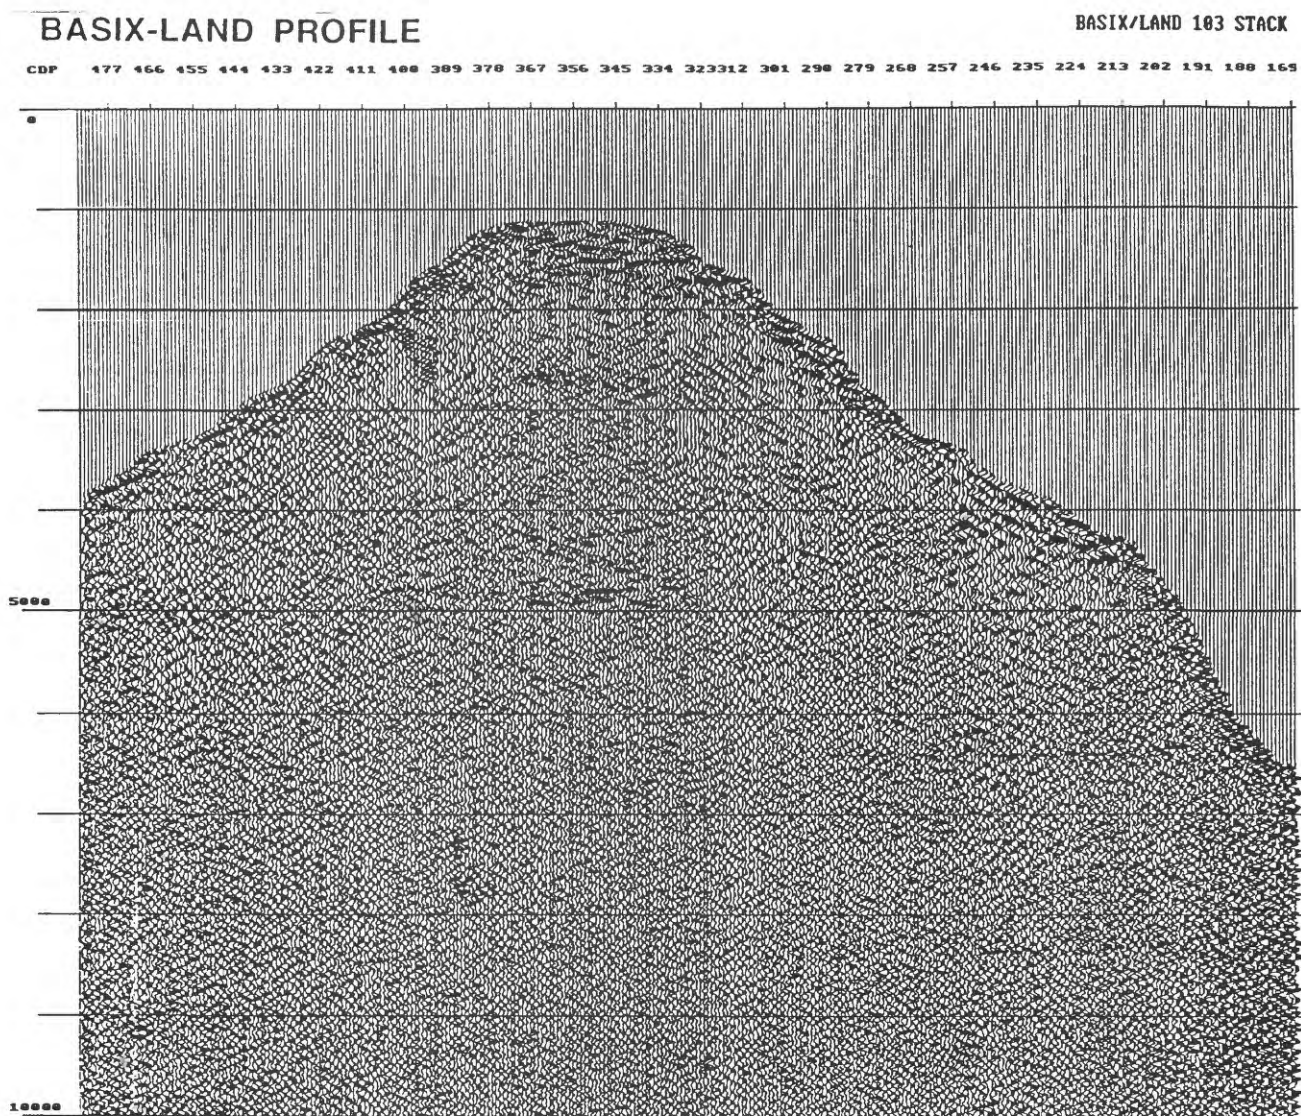 BASIX-LAND PROFILE
BASIX/LAND 103 STACK
CDP 477 466 455 444 433 422 411 400 389 378 367 356 345 334 323312 301 290 279 268 257 246 235 224 213 202 191 180 169
0
5000
10000